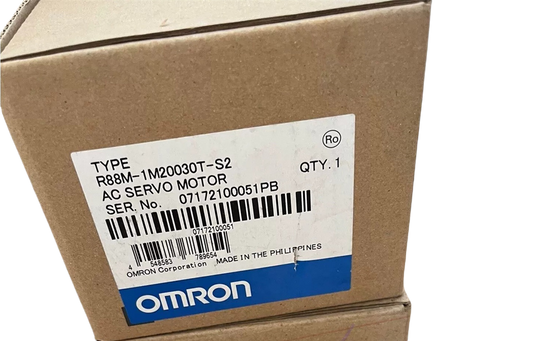 TYPE
Ro
R88M-1M20030T-S2
QTY. 1
AC SERVO MOTOR
SER. No. 07172100051PB
07172100051
4 548583 789654
OMRON Corporation MADE IN THE PHILIPPINES
OMRON